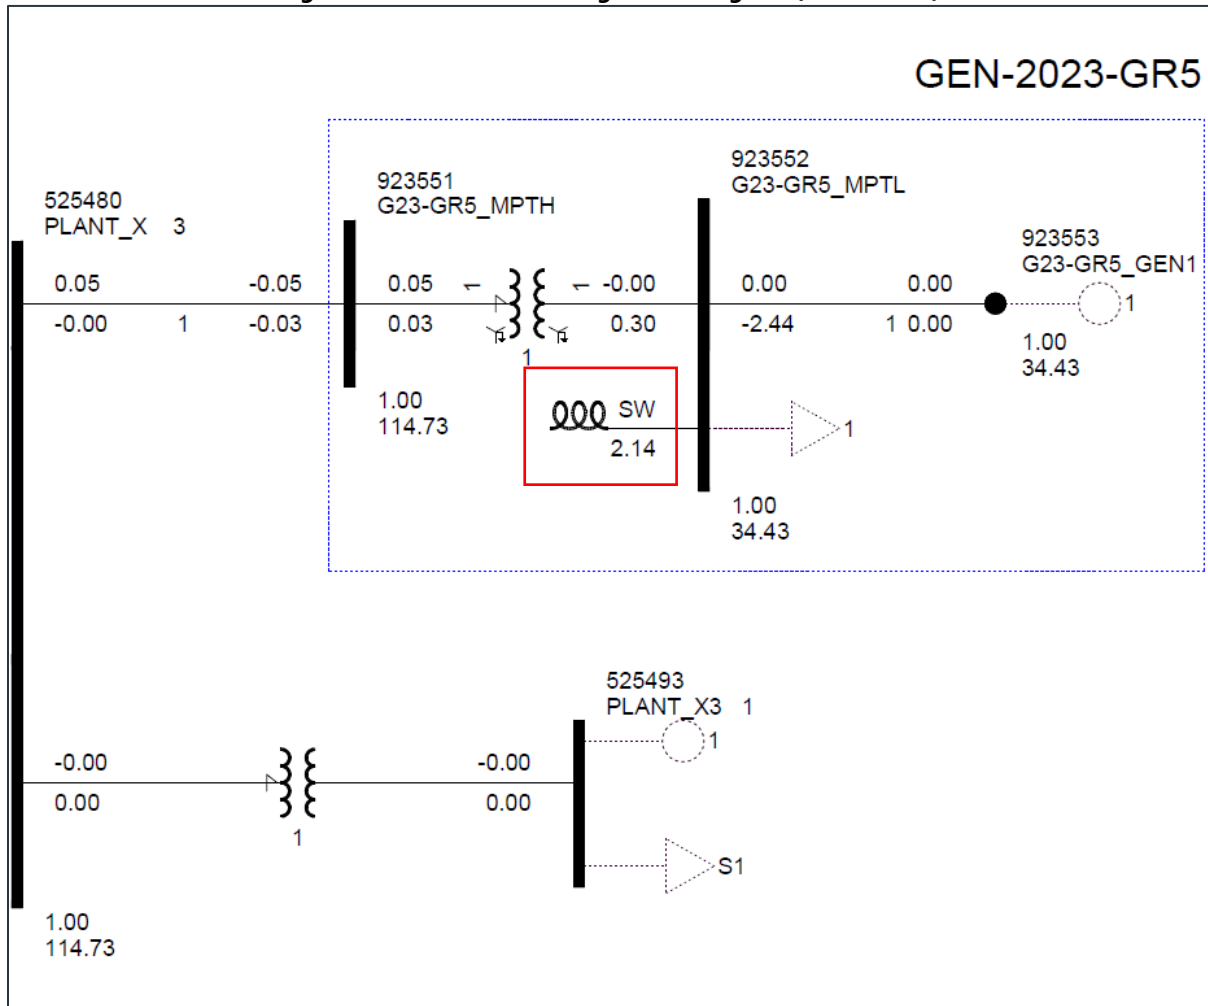 GEN-2023-GR5
923552
G23-GR5_MPTL
923551
G23-GR5_MPTH
525480
PLANT_X 3
923553
G23-GR5_GEN1
0.05 -0.05 0.05 1 1 -0.00 0.00 0.00 1
-0.00 1 -0.03 0.03 0.30 -2.44 1 0.00
1
1.00
34.43
1.00
114.73
SW
2.14
1
1.00
34.43
525493
PLANT_X3 1
1
-0.00 -0.00
0.00 0.00
1
S1
1.00
114.73